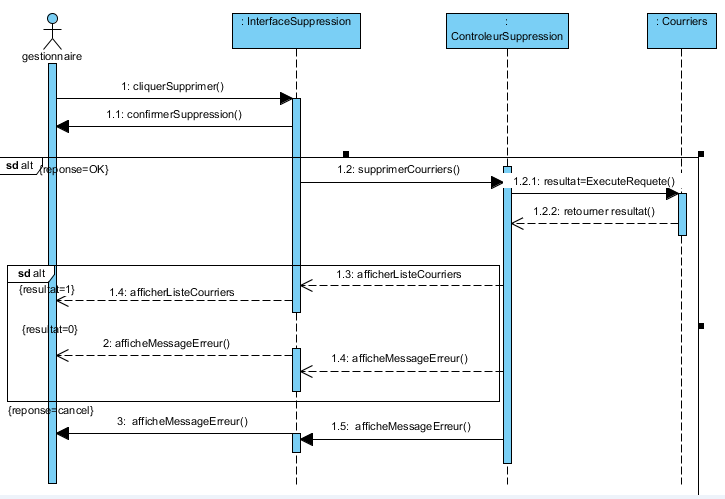 : InterfaceSuppression
:
ControleurSuppression
: Courriers
gestionnaire
1: cliquerSupprimer()
1.1: confirmerSuppression()
sd alt
{reponse=OK}
1.2: supprimerCourriers()
1.2.1: resultat=ExecuteRequete()
1.2.2: retourner resultat()
sd alt
1.3: afficherListeCourriers
{resultat=1}
1.4: afficherListeCourriers
{resultat=0}
2: afficheMessageErreur()
1.4: afficheMessageErreur()
{reponse=cancel}
3: afficheMessageErreur()
1.5: afficheMessageErreur()